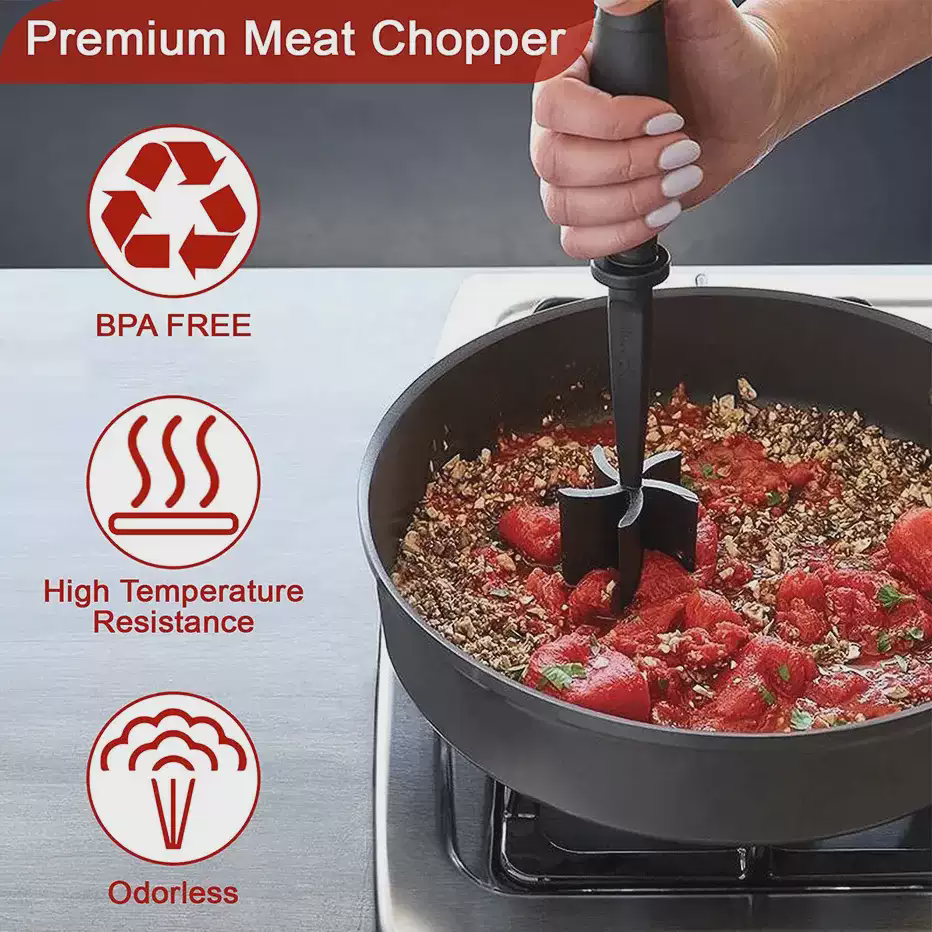 Premium Meat Chopper
BPA FREE
High Temperature
Resistance
Odorless